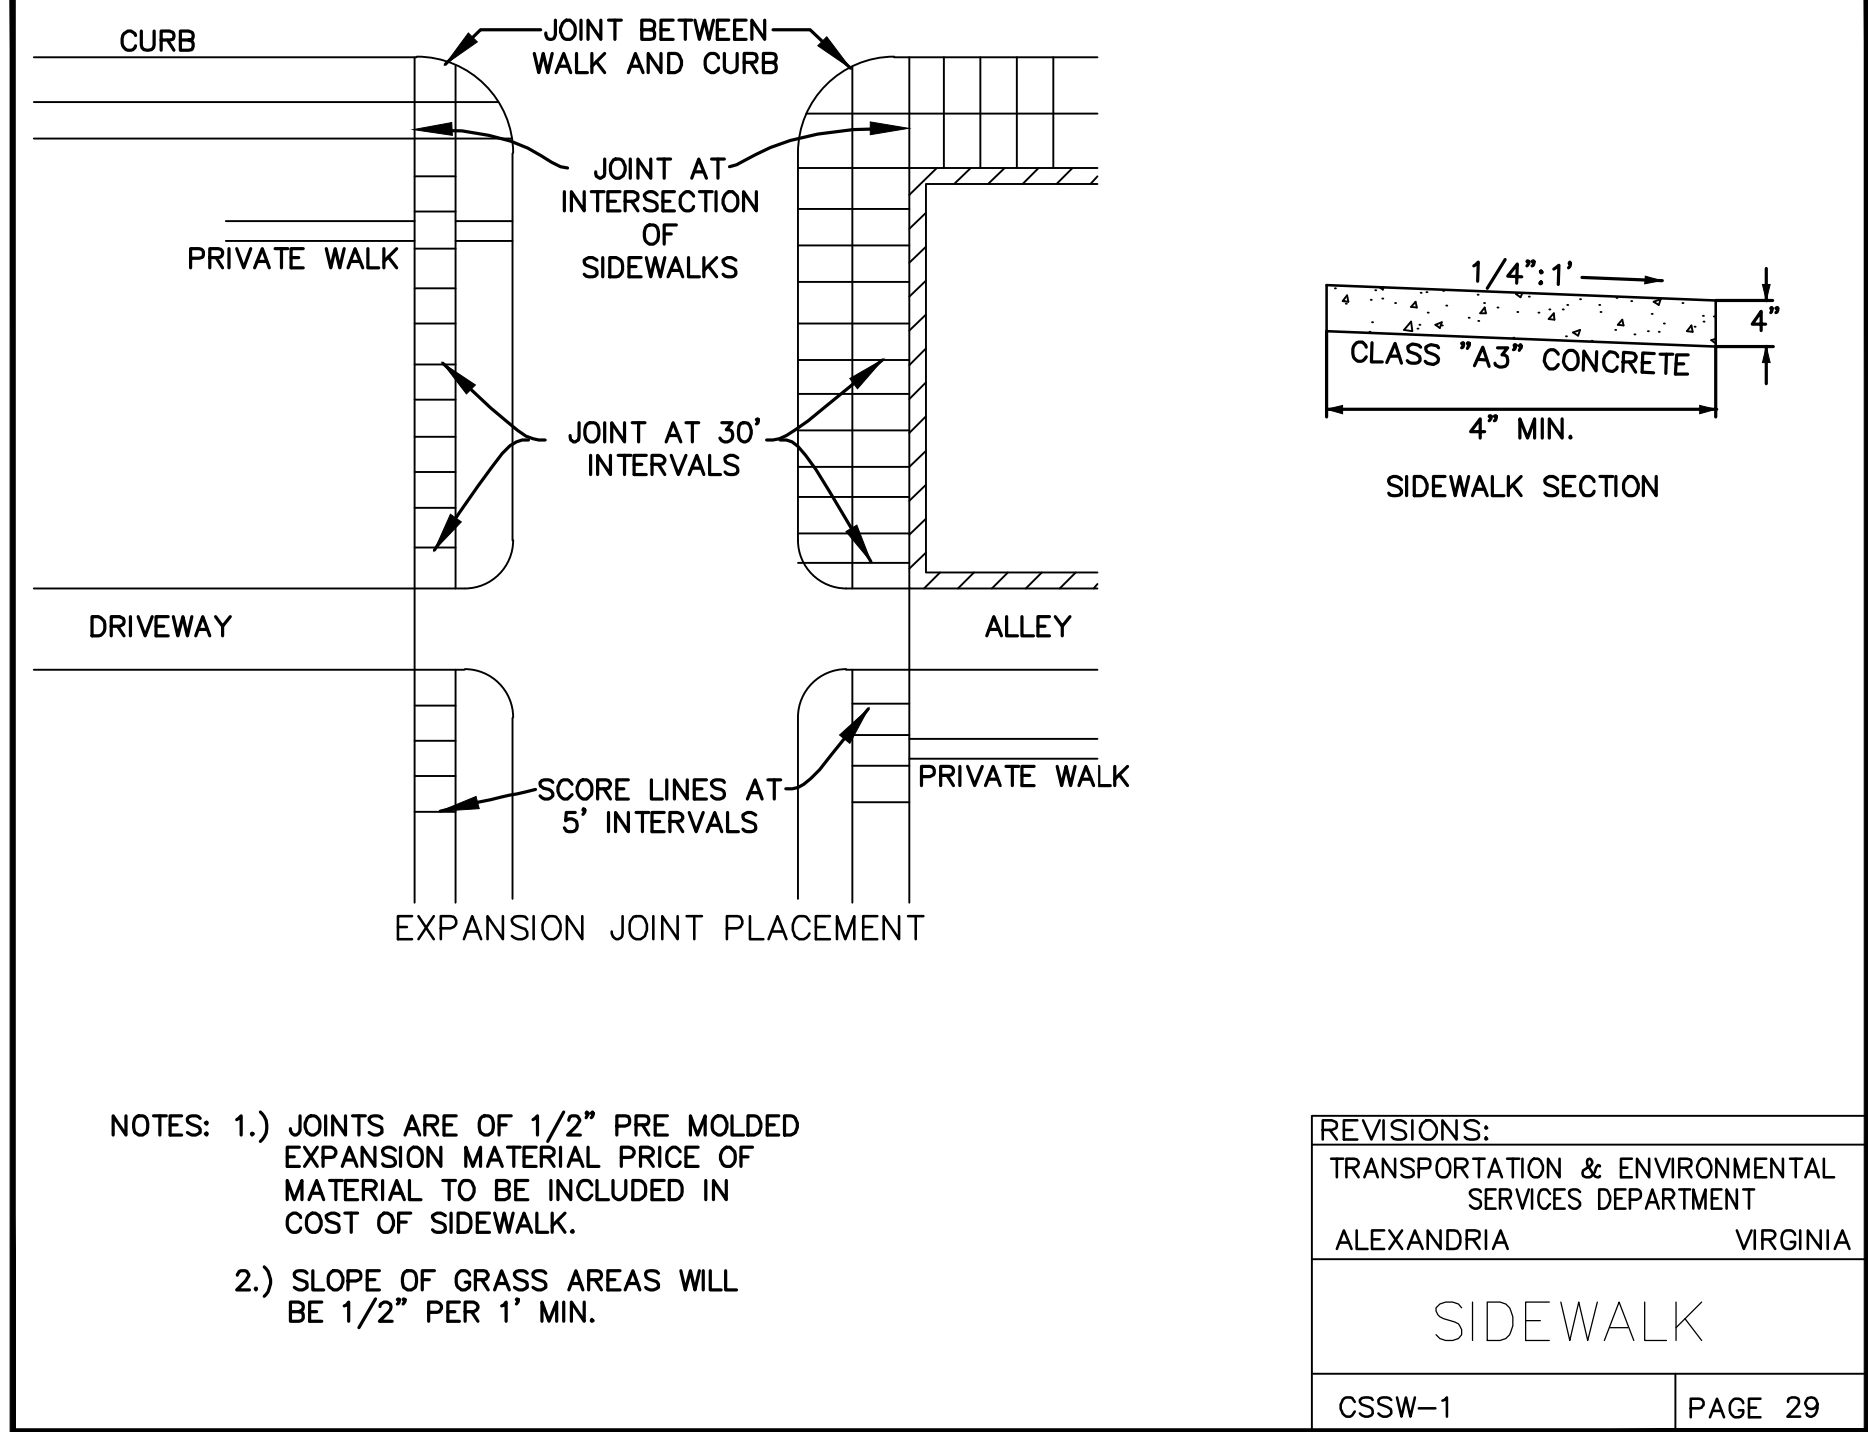 CURB
JOINT BETWEEN
WALK AND CURB
JOINT AT
INTERSECTION
OF
SIDEWALKS
PRIVATE WALK
JOINT AT 30'
INTERVALS
DRIVEWAY
ALLEY
SCORE LINES AT
5' INTERVALS
PRIVATE WALK
EXPANSION JOINT PLACEMENT
1/4":1'
4"
CLASS "A3" CONCRETE
4" MIN.
SIDEWALK SECTION
NOTES: 1.) JOINTS ARE OF 1/2" PRE MOLDED
EXPANSION MATERIAL PRICE OF
MATERIAL TO BE INCLUDED IN
COST OF SIDEWALK.
2.) SLOPE OF GRASS AREAS WILL
BE 1/2" PER 1' MIN.
REVISIONS:
TRANSPORTATION & ENVIRONMENTAL
SERVICES DEPARTMENT
ALEXANDRIA VIRGINIA
SIDEWALK
CSSW-1 PAGE 29